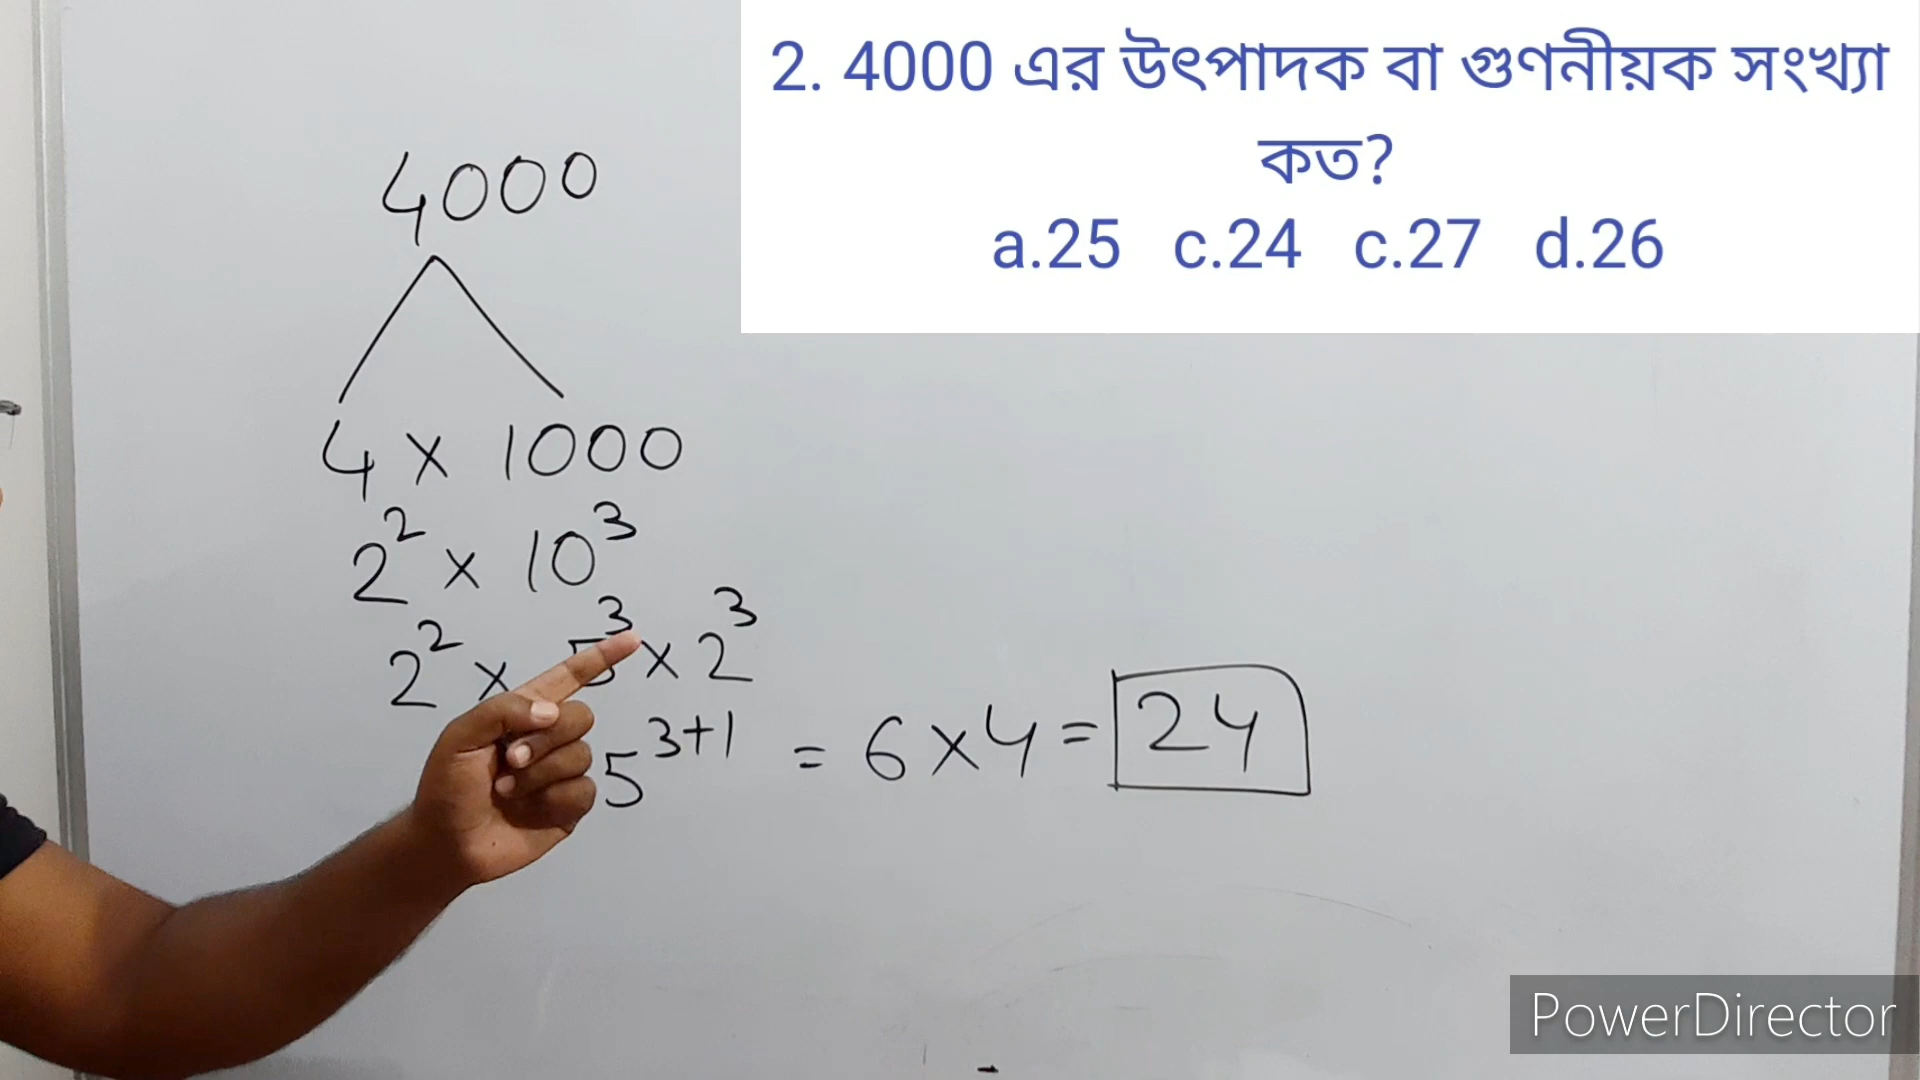 2. 4000 এর উৎপাদক বা গুণনীয়ক সংখ্যা
কত?
a.25 c.24 c.27 d.26
4000
4 x 1000
2² x 10³
2² x 5³ x 2³
5³⁺¹ = 6 x 4 = 24
PowerDirector